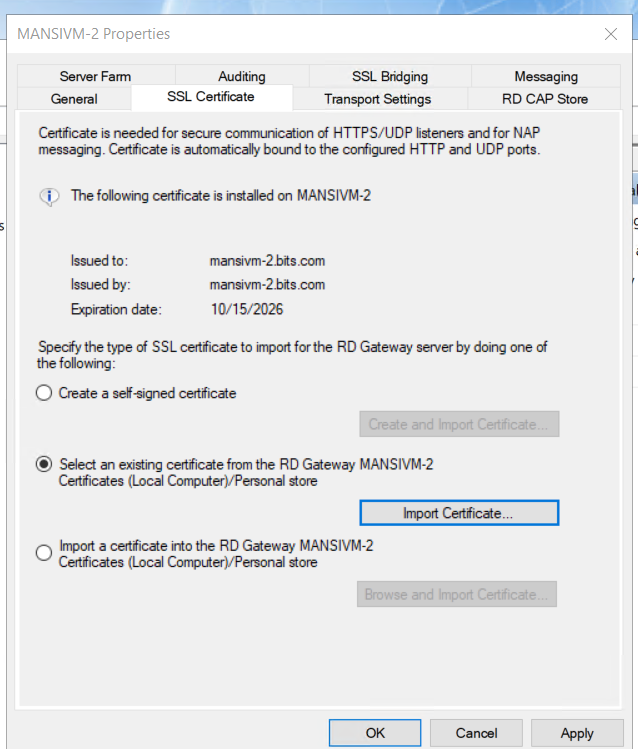 MANSIVM-2 Properties
Server Farm Auditing SSL Bridging Messaging
General SSL Certificate Transport Settings RD CAP Store
Certificate is needed for secure communication of HTTPS/UDP listeners and for NAP
messaging. Certificate is automatically bound to the configured HTTP and UDP ports.
The following certificate is installed on MANSIVM-2
Issued to: mansivm-2.bits.com
Issued by: mansivm-2.bits.com
Expiration date: 10/15/2026
Specify the type of SSL certificate to import for the RD Gateway server by doing one of
the following:
Create a self-signed certificate
Create and Import Certificate...
Select an existing certificate from the RD Gateway MANSIVM-2
Certificates (Local Computer)/Personal store
Import Certificate...
Import a certificate into the RD Gateway MANSIVM-2
Certificates (Local Computer)/Personal store
Browse and Import Certificate...
OK Cancel Apply